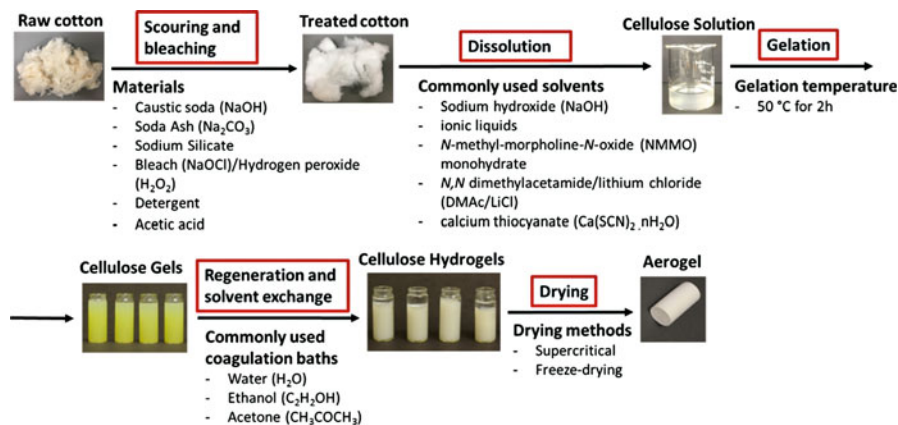 Raw cotton
Scouring and
bleaching
Treated cotton
Dissolution
Cellulose Solution
Gelation
Materials
- Caustic soda (NaOH)
- Soda Ash (Na₂CO₃)
- Sodium Silicate
- Bleach (NaOCl)/Hydrogen peroxide
(H₂O₂)
- Detergent
- Acetic acid
Commonly used solvents
- Sodium hydroxide (NaOH)
- ionic liquids
- N-methyl-morpholine-N-oxide (NMMO)
monohydrate
- N,N dimethylacetamide/lithium chloride
(DMAc/LiCl)
- calcium thiocyanate (Ca(SCN)₂.nH₂O)
Gelation temperature
- 50 °C for 2h
Cellulose Gels
Regeneration and
solvent exchange
Cellulose Hydrogels
Drying
Aerogel
Commonly used
coagulation baths
- Water (H₂O)
- Ethanol (C₂H₂OH)
- Acetone (CH₃COCH₃)
Drying methods
- Supercritical
- Freeze-drying